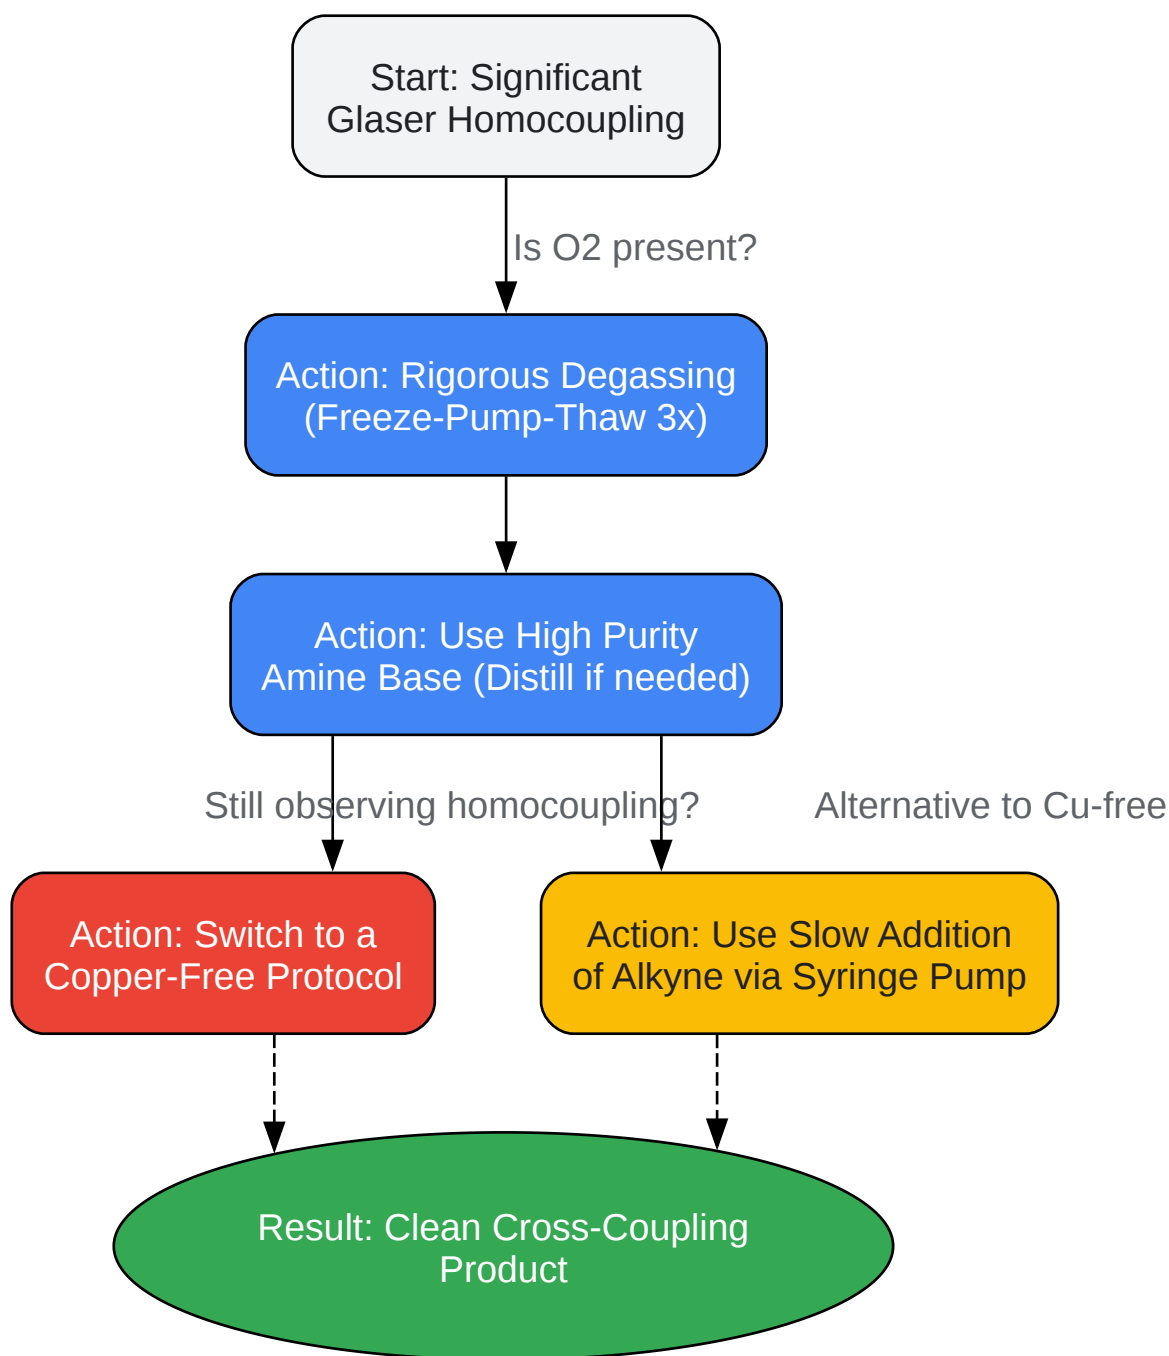 Start: Significant
Glaser Homocoupling
Is O2 present?
Action: Rigorous Degassing
(Freeze-Pump-Thaw 3x)
Action: Use High Purity
Amine Base (Distill if needed)
Still observing homocoupling?
Alternative to Cu-free
Action: Switch to a
Copper-Free Protocol
Action: Use Slow Addition
of Alkyne via Syringe Pump
Result: Clean Cross-Coupling
Product